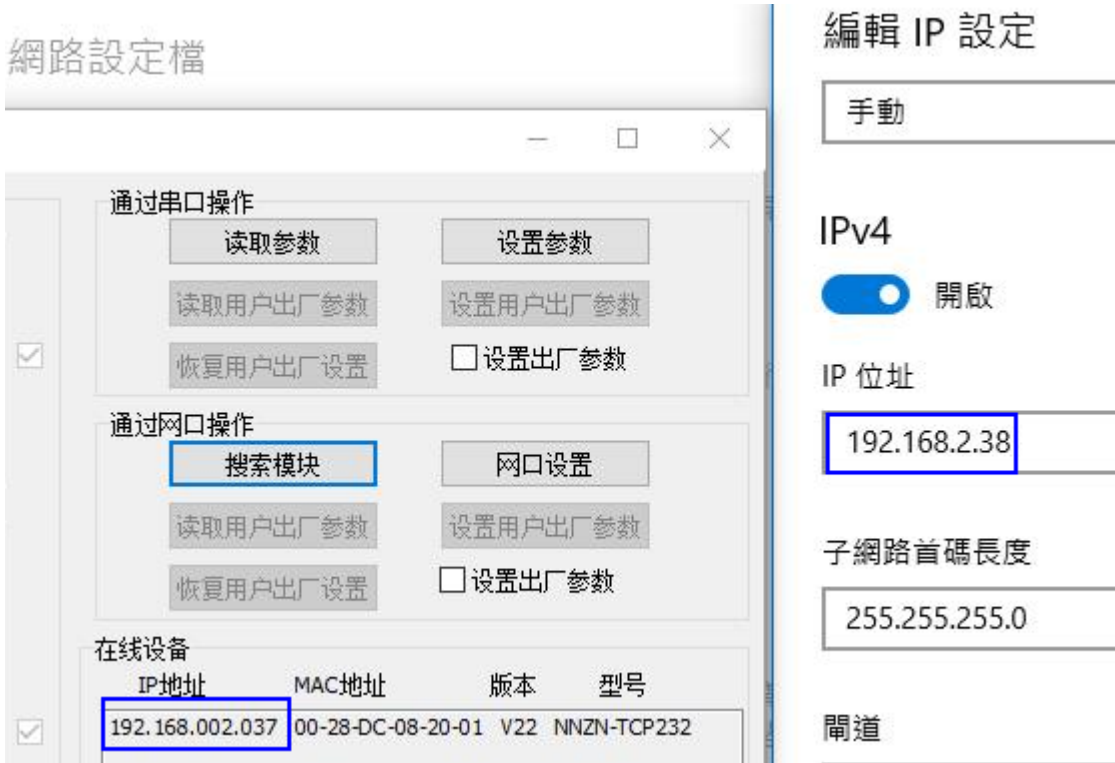 網路設定檔
通过串口操作
读取参数
设置参数
读取用户出厂参数
设置用户出厂参数
恢复用户出厂设置
设置出厂参数
通过网口操作
搜索模块
网口设置
读取用户出厂参数
设置用户出厂参数
恢复用户出厂设置
设置出厂参数
在线设备
IP地址 MAC地址 版本 型号
192.168.002.037 00-28-DC-08-20-01 V22 NNZN-TCP232
編輯 IP 設定
手動
IPv4
開啟
IP 位址
192.168.2.38
子網路首碼長度
255.255.255.0
閘道